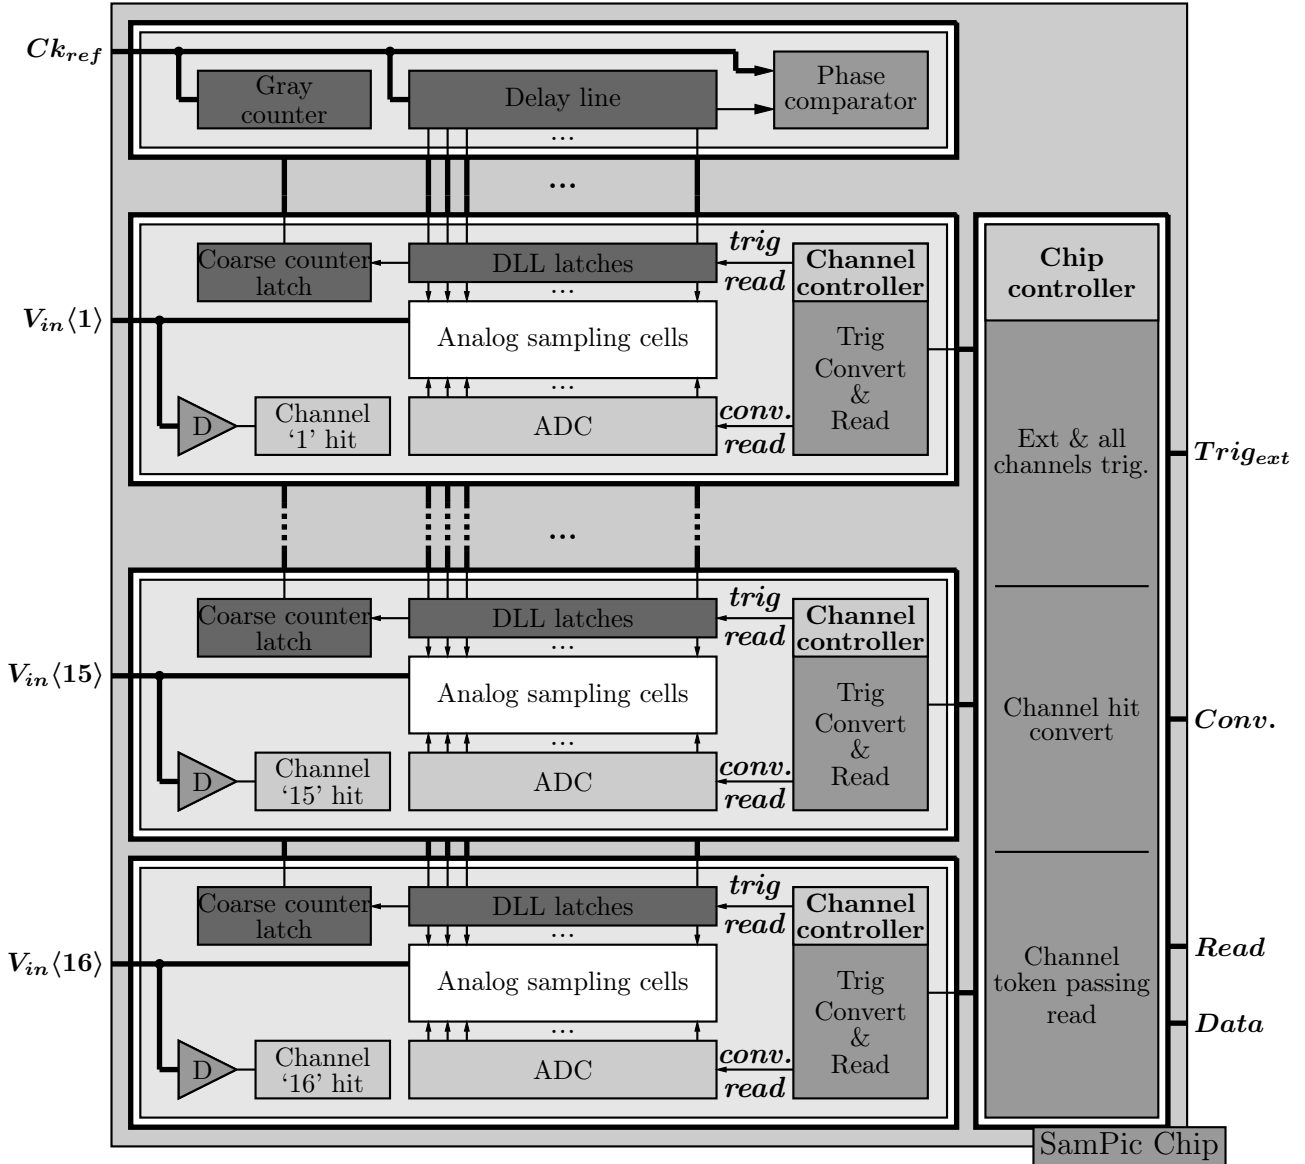 Ck_ref
Gray
counter
Delay line
Phase
comparator
...
...
Coarse counter
latch
DLL latches
trig
read
Channel
controller
...
V_in⟨1⟩
Analog sampling cells
Trig
Convert
&
Read
...
D
Channel
‘1’ hit
ADC
conv.
read
...
Coarse counter
latch
DLL latches
trig
read
Channel
controller
...
V_in⟨15⟩
Analog sampling cells
Trig
Convert
&
Read
...
D
Channel
‘15’ hit
ADC
conv.
read
Coarse counter
latch
DLL latches
trig
read
Channel
controller
...
V_in⟨16⟩
Analog sampling cells
Trig
Convert
&
Read
...
D
Channel
‘16’ hit
ADC
conv.
read
Chip
controller
Ext & all
channels trig.
Channel hit
convert
Channel
token passing
read
Trig_ext
Conv.
Read
Data
SamPic Chip